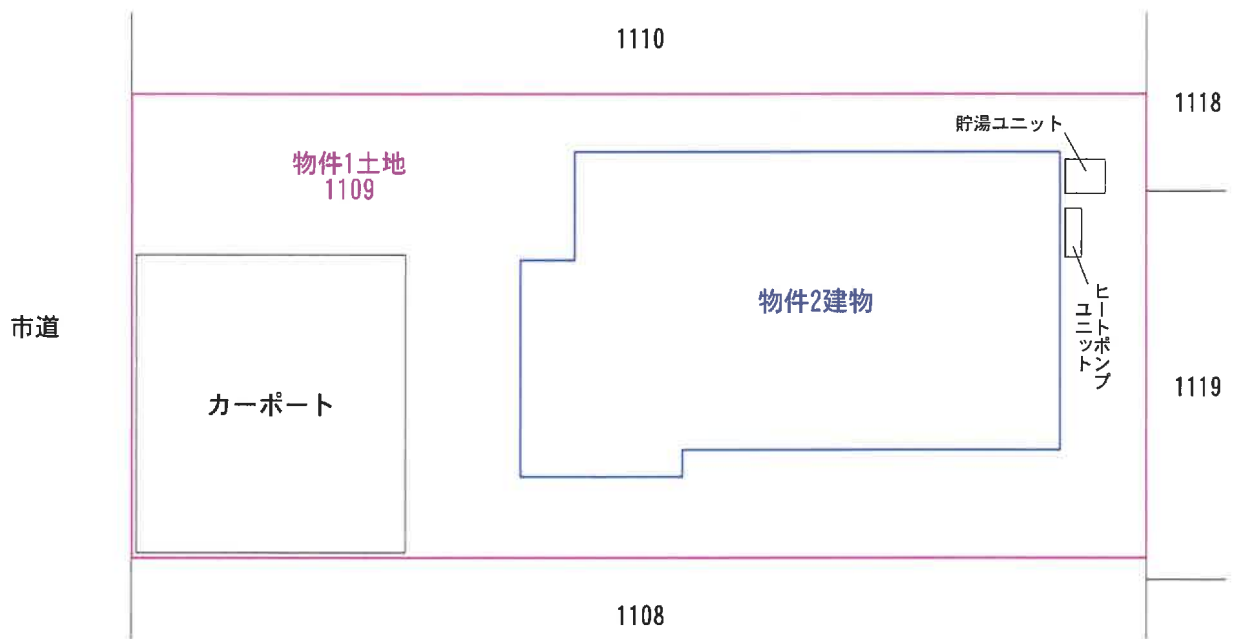 1110
1118
貯湯ユニット
物件1土地
1109
物件2建物
ヒートポンプ
ユニット
市道
カーポート
1119
1108